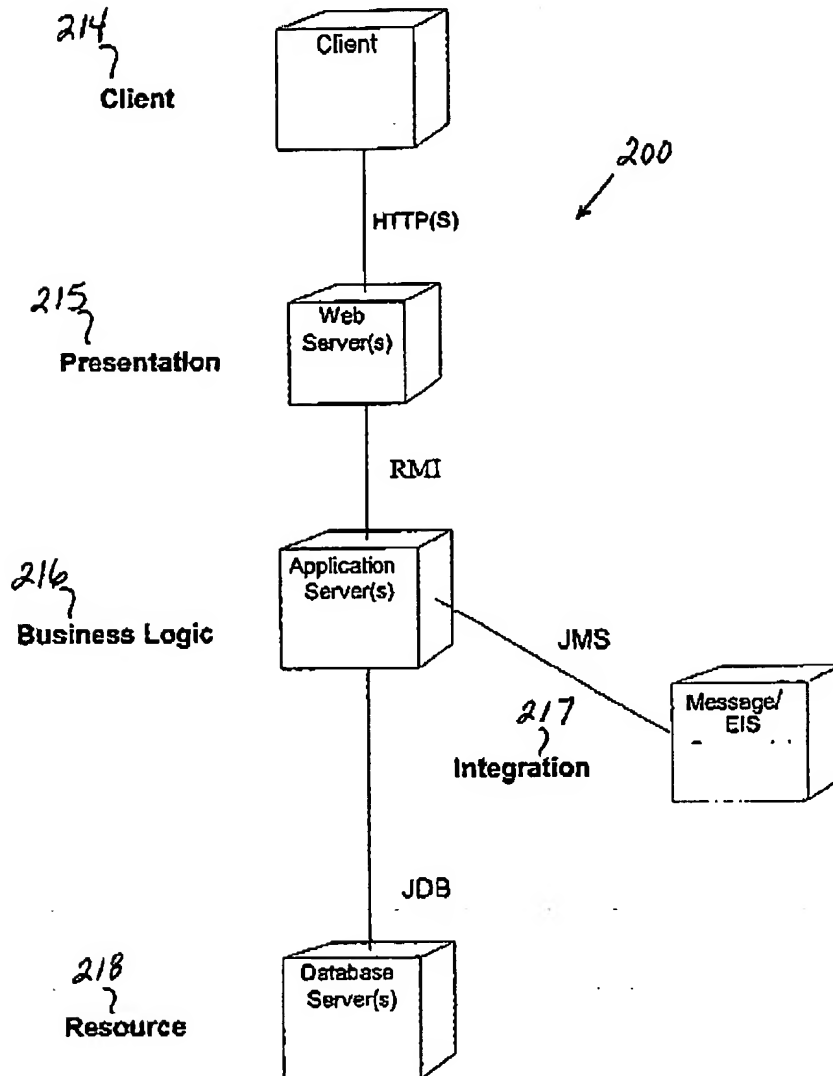 214
Client
Client
200
HTTP(S)
215
Presentation
Web
Server(s)
RMI
216
Business Logic
Application
Server(s)
JMS
217
Integration
Message/
EIS
JDB
218
Resource
Database
Server(s)